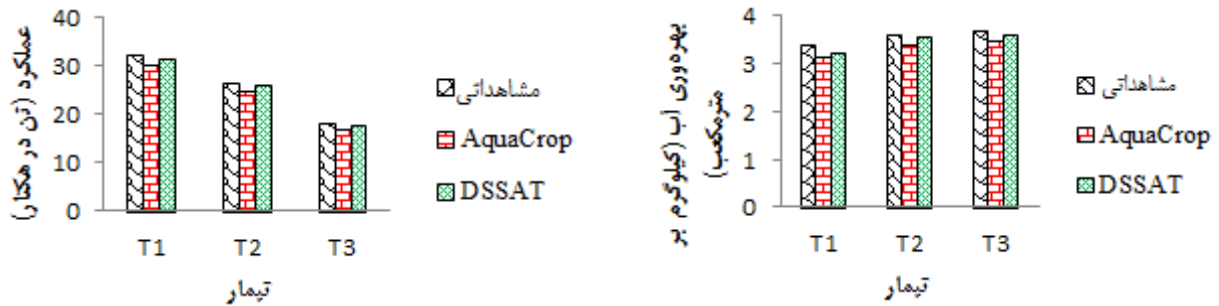 عملکرد (تن در هکتار)
40
30
20
10
0
T1 T2 T3
تیمار
مشاهداتی
AquaCrop
DSSAT
بهره‌وری آب (کیلوگرم بر
مترمکعب)
4
3
2
1
0
T1 T2 T3
تیمار
مشاهداتی
AquaCrop
DSSAT